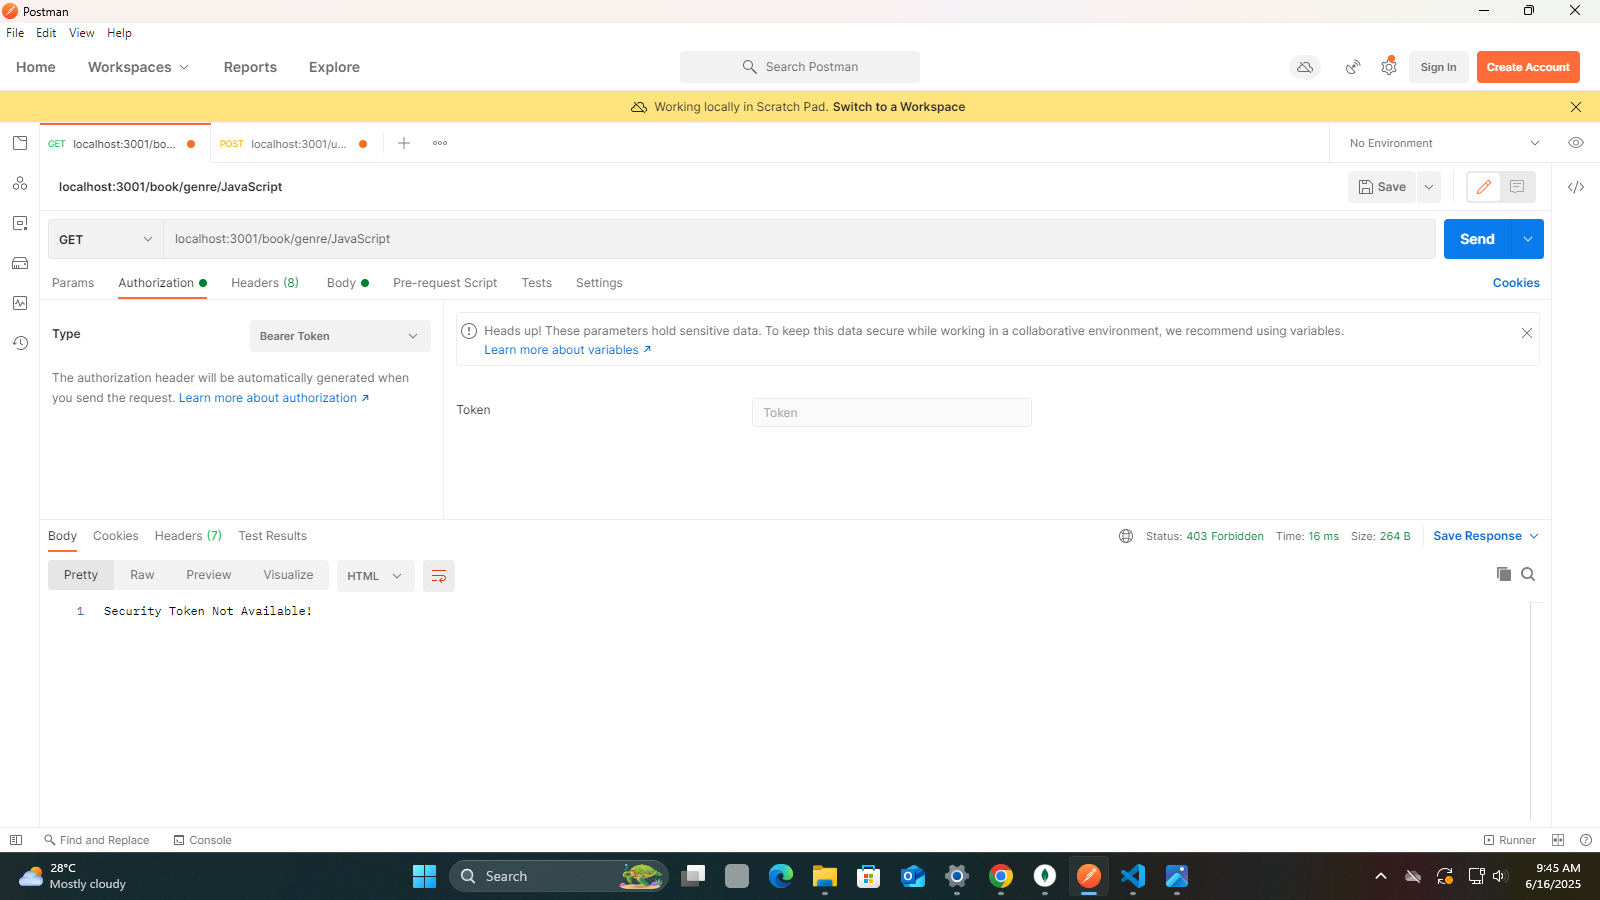 Postman
File Edit View Help
Home Workspaces Reports Explore Search Postman Sign In Create Account
Working locally in Scratch Pad. Switch to a Workspace
GET localhost:3001/bo... POST localhost:3001/u... No Environment
localhost:3001/book/genre/JavaScript Save
GET localhost:3001/book/genre/JavaScript Send
Params Authorization Headers (8) Body Pre-request Script Tests Settings Cookies
Type Bearer Token
The authorization header will be automatically generated when
you send the request. Learn more about authorization
Heads up! These parameters hold sensitive data. To keep this data secure while working in a collaborative environment, we recommend using variables.
Learn more about variables
Token Token
Body Cookies Headers (7) Test Results Status: 403 Forbidden Time: 16 ms Size: 264 B Save Response
Pretty Raw Preview Visualize HTML
1 Security Token Not Available!
Find and Replace Console Runner
28°C
Mostly cloudy
Search
9:45 AM
6/16/2025